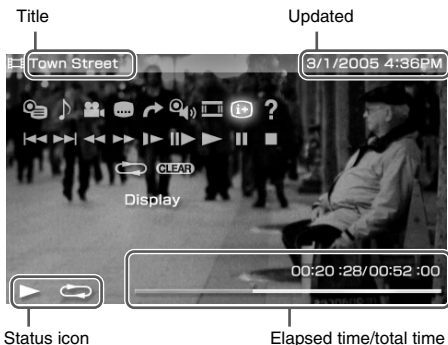 Title
Updated
Town Street
3/1/2005 4:36PM
i+ ?
CLEAR
Display
00:20 :28/00:52 :00
Status icon
Elapsed time/total time